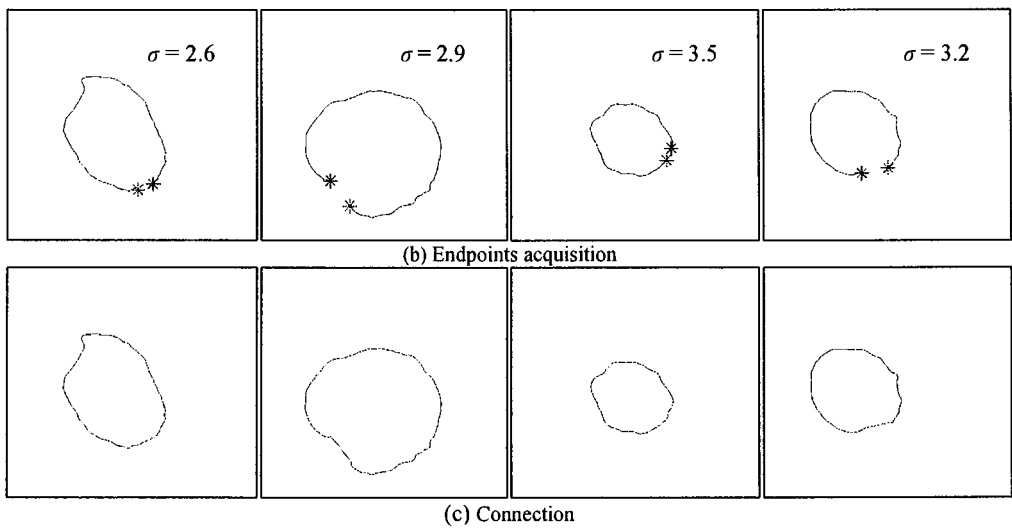 σ = 2.6
σ = 2.9
σ = 3.5
σ = 3.2
(b) Endpoints acquisition
(c) Connection